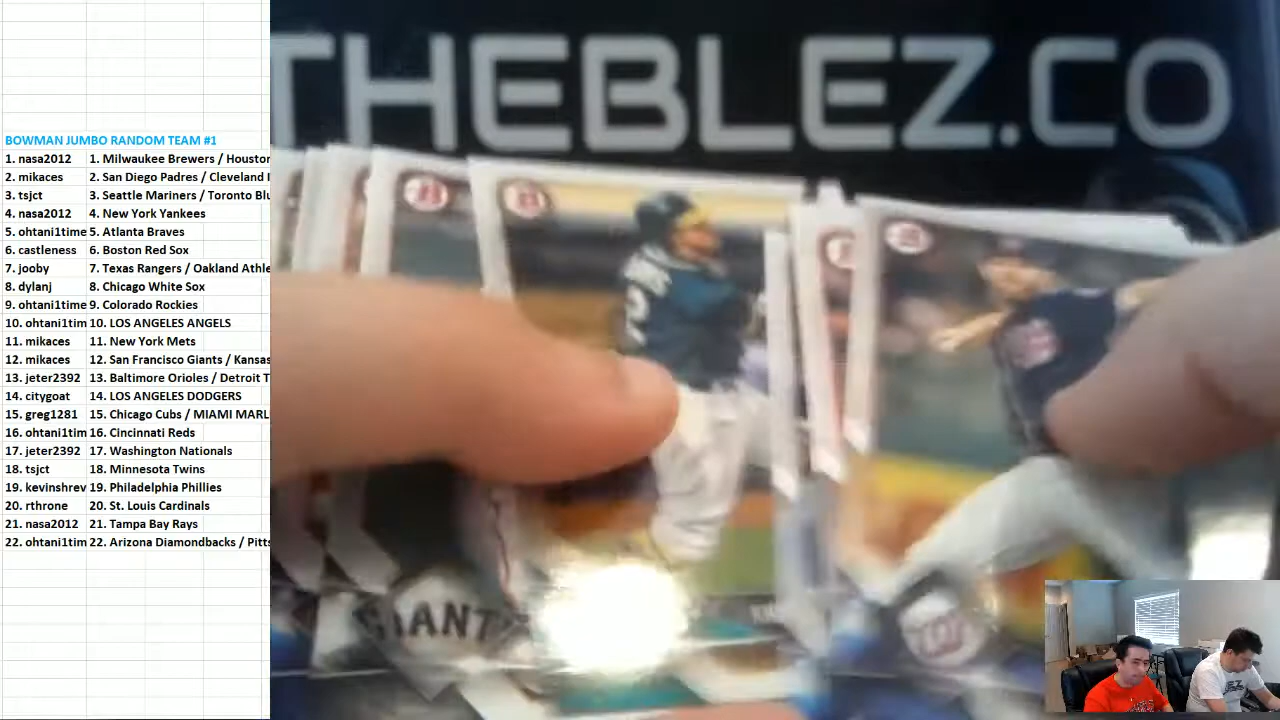 THEBLEZ.CO
BOWMAN JUMBO RANDOM TEAM #1
1. nasa2012 1. Milwaukee Brewers / Houston
2. mikaces 2. San Diego Padres / Cleveland I
3. tsjct 3. Seattle Mariners / Toronto Blu
4. nasa2012 4. New York Yankees
5. ohtani1time 5. Atlanta Braves
6. castleness 6. Boston Red Sox
7. jooby 7. Texas Rangers / Oakland Athle
8. dylanj 8. Chicago White Sox
9. ohtani1time 9. Colorado Rockies
10. ohtani1tim 10. LOS ANGELES ANGELS
11. mikaces 11. New York Mets
12. mikaces 12. San Francisco Giants / Kansas
13. jeter2392 13. Baltimore Orioles / Detroit T
14. citygoat 14. LOS ANGELES DODGERS
15. greg1281 15. Chicago Cubs / MIAMI MARL
16. ohtani1tim 16. Cincinnati Reds
17. jeter2392 17. Washington Nationals
18. tsjct 18. Minnesota Twins
19. kevinshrev 19. Philadelphia Phillies
20. rthrone 20. St. Louis Cardinals
21. nasa2012 21. Tampa Bay Rays
22. ohtani1tim 22. Arizona Diamondbacks / Pitts
GIANT